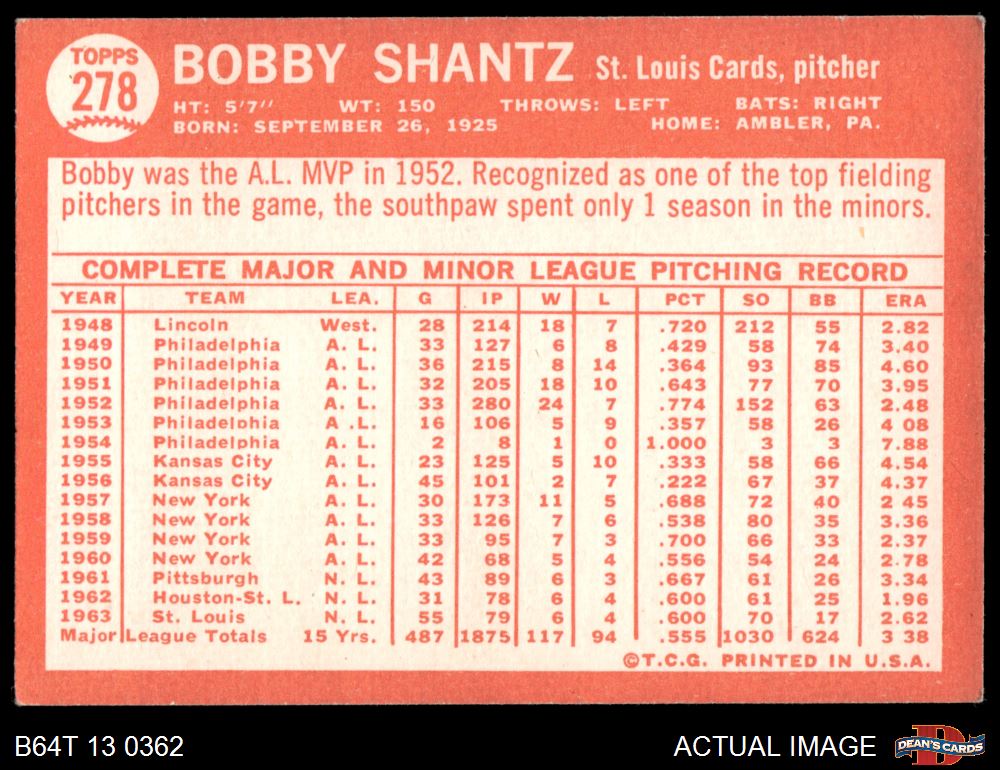 TOPPS
278
BOBBY SHANTZ St. Louis Cards, pitcher
HT: 5'7" WT: 150 THROWS: LEFT BATS: RIGHT
BORN: SEPTEMBER 26, 1925 HOME: AMBLER, PA.
Bobby was the A.L. MVP in 1952. Recognized as one of the top fielding
pitchers in the game, the southpaw spent only 1 season in the minors.
COMPLETE MAJOR AND MINOR LEAGUE PITCHING RECORD
YEAR TEAM LEA. G IP W L PCT SO BB ERA
1948 Lincoln West. 28 214 18 7 .720 212 55 2.82
1949 Philadelphia A. L. 33 127 6 8 .429 58 74 3.40
1950 Philadelphia A. L. 36 215 8 14 .364 93 85 4.60
1951 Philadelphia A. L. 32 205 18 10 .643 77 70 3.95
1952 Philadelphia A. L. 33 280 24 7 .774 152 63 2.48
1953 Philadelphia A .L. 16 106 5 9 .357 58 26 4 08
1954 Philadelphia A. L. 2 8 1 0 1.000 3 3 7.88
1955 Kansas City A. L. 23 125 5 10 .333 58 66 4.54
1956 Kansas City A. L. 45 101 2 7 .222 67 37 4.37
1957 New York A. L. 30 173 11 5 .688 72 40 2 45
1958 New York A. L. 33 126 7 6 .538 80 35 3.36
1959 New York A. L. 33 95 7 3 .700 66 33 2.37
1960 New York A. L. 42 68 5 4 .556 54 24 2.78
1961 Pittsburgh N. L. 43 89 6 3 .667 61 26 3.34
1962 Houston-St. L. N. L. 31 78 6 4 .600 61 25 1.96
1963 St. Louis N. L. 55 79 6 4 .600 70 17 2.62
Major League Totals 15 Yrs. 487 1875 117 94 .555 1030 624 3 38
©T.C.G. PRINTED IN U.S.A.
B64T 13 0362 ACTUAL IMAGE
D
DEAN'S CARDS